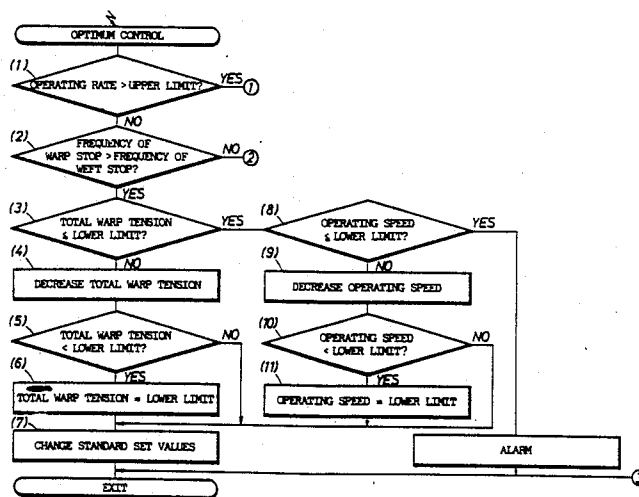 OPTIMUM CONTROL
(1)
OPERATING RATE > UPPER LIMIT?
YES
1
NO
(2)
FREQUENCY OF
WARP STOP > FREQUENCY OF
WEFT STOP?
NO
2
YES
(3)
TOTAL WARP TENSION
≤ LOWER LIMIT?
YES
(8)
OPERATING SPEED
≤ LOWER LIMIT?
YES
(4)
NO
DECREASE TOTAL WARP TENSION
(9)
NO
DECREASE OPERATING SPEED
(5)
TOTAL WARP TENSION
< LOWER LIMIT?
NO
(10)
OPERATING SPEED
< LOWER LIMIT?
NO
(6)
YES
TOTAL WARP TENSION = LOWER LIMIT
(11)
YES
OPERATING SPEED = LOWER LIMIT
(7)
CHANGE STANDARD SET VALUES
ALARM
EXIT